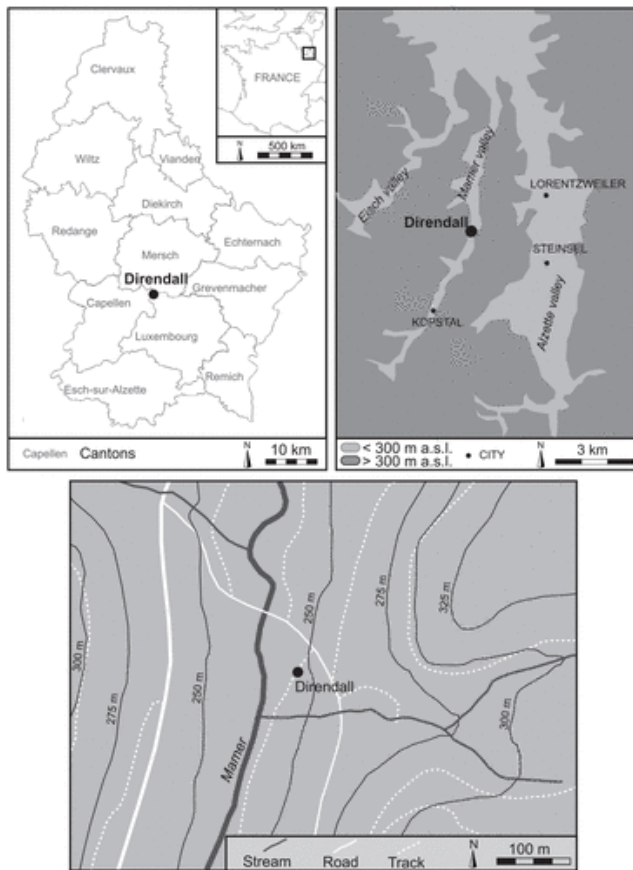 Clervaux
N
FRANCE
500 km
Wiltz
Vianden
Diekirch
Redange
Echternach
Mersch
Direndall
Grevenmacher
Capellen
Luxembourg
Remich
Esch-sur-Alzette
Capellen Cantons
N
10 km
Eisch valley
Mamer valley
LORENTZWEILER
Direndall
STEINSEL
KOPSTAL
Alzette valley
< 300 m a.s.l.
> 300 m a.s.l.
CITY
N
3 km
300 m
275 m
250 m
250 m
275 m
325 m
300 m
Direndall
Mamer
Stream Road Track
N
100 m